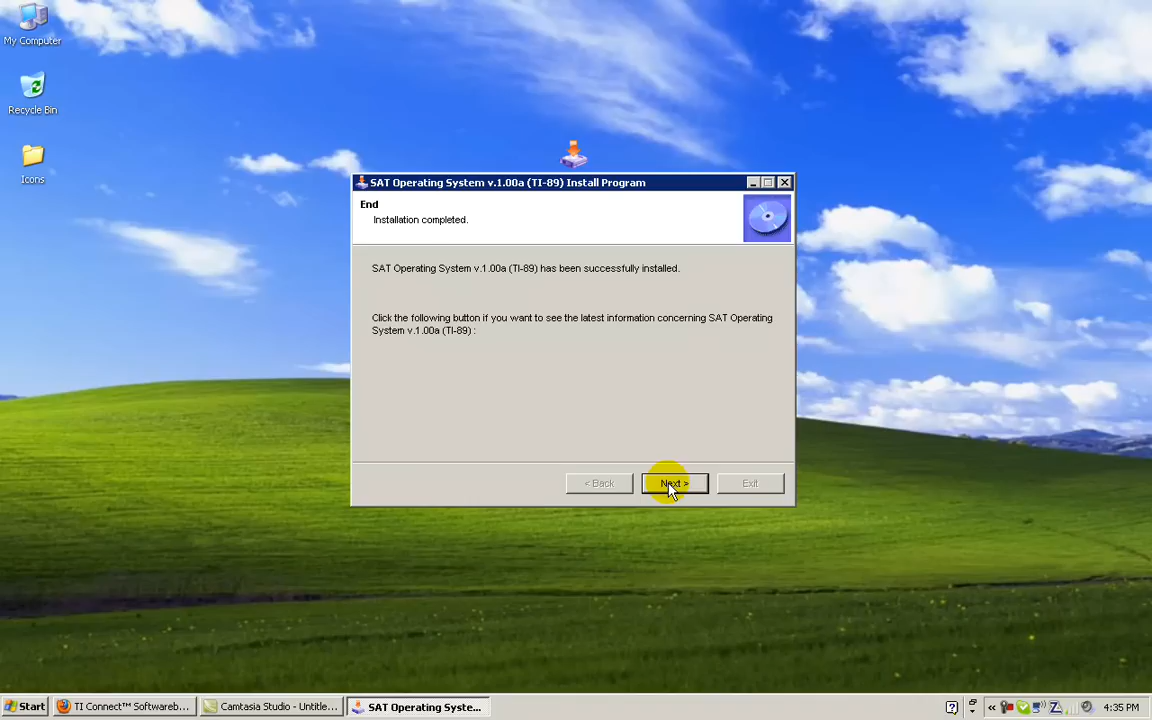 My Computer
Recycle Bin
Icons
SAT Operating System v.1.00a (TI-89) Install Program
End
Installation completed.
SAT Operating System v.1.00a (TI-89) has been successfully installed.
Click the following button if you want to see the latest information concerning SAT Operating
System v.1.00a (TI-89) :
< Back
Next >
Exit
Start
TI Connect™ Softwareb...
Camtasia Studio - Untitle...
SAT Operating Syste...
4:35 PM